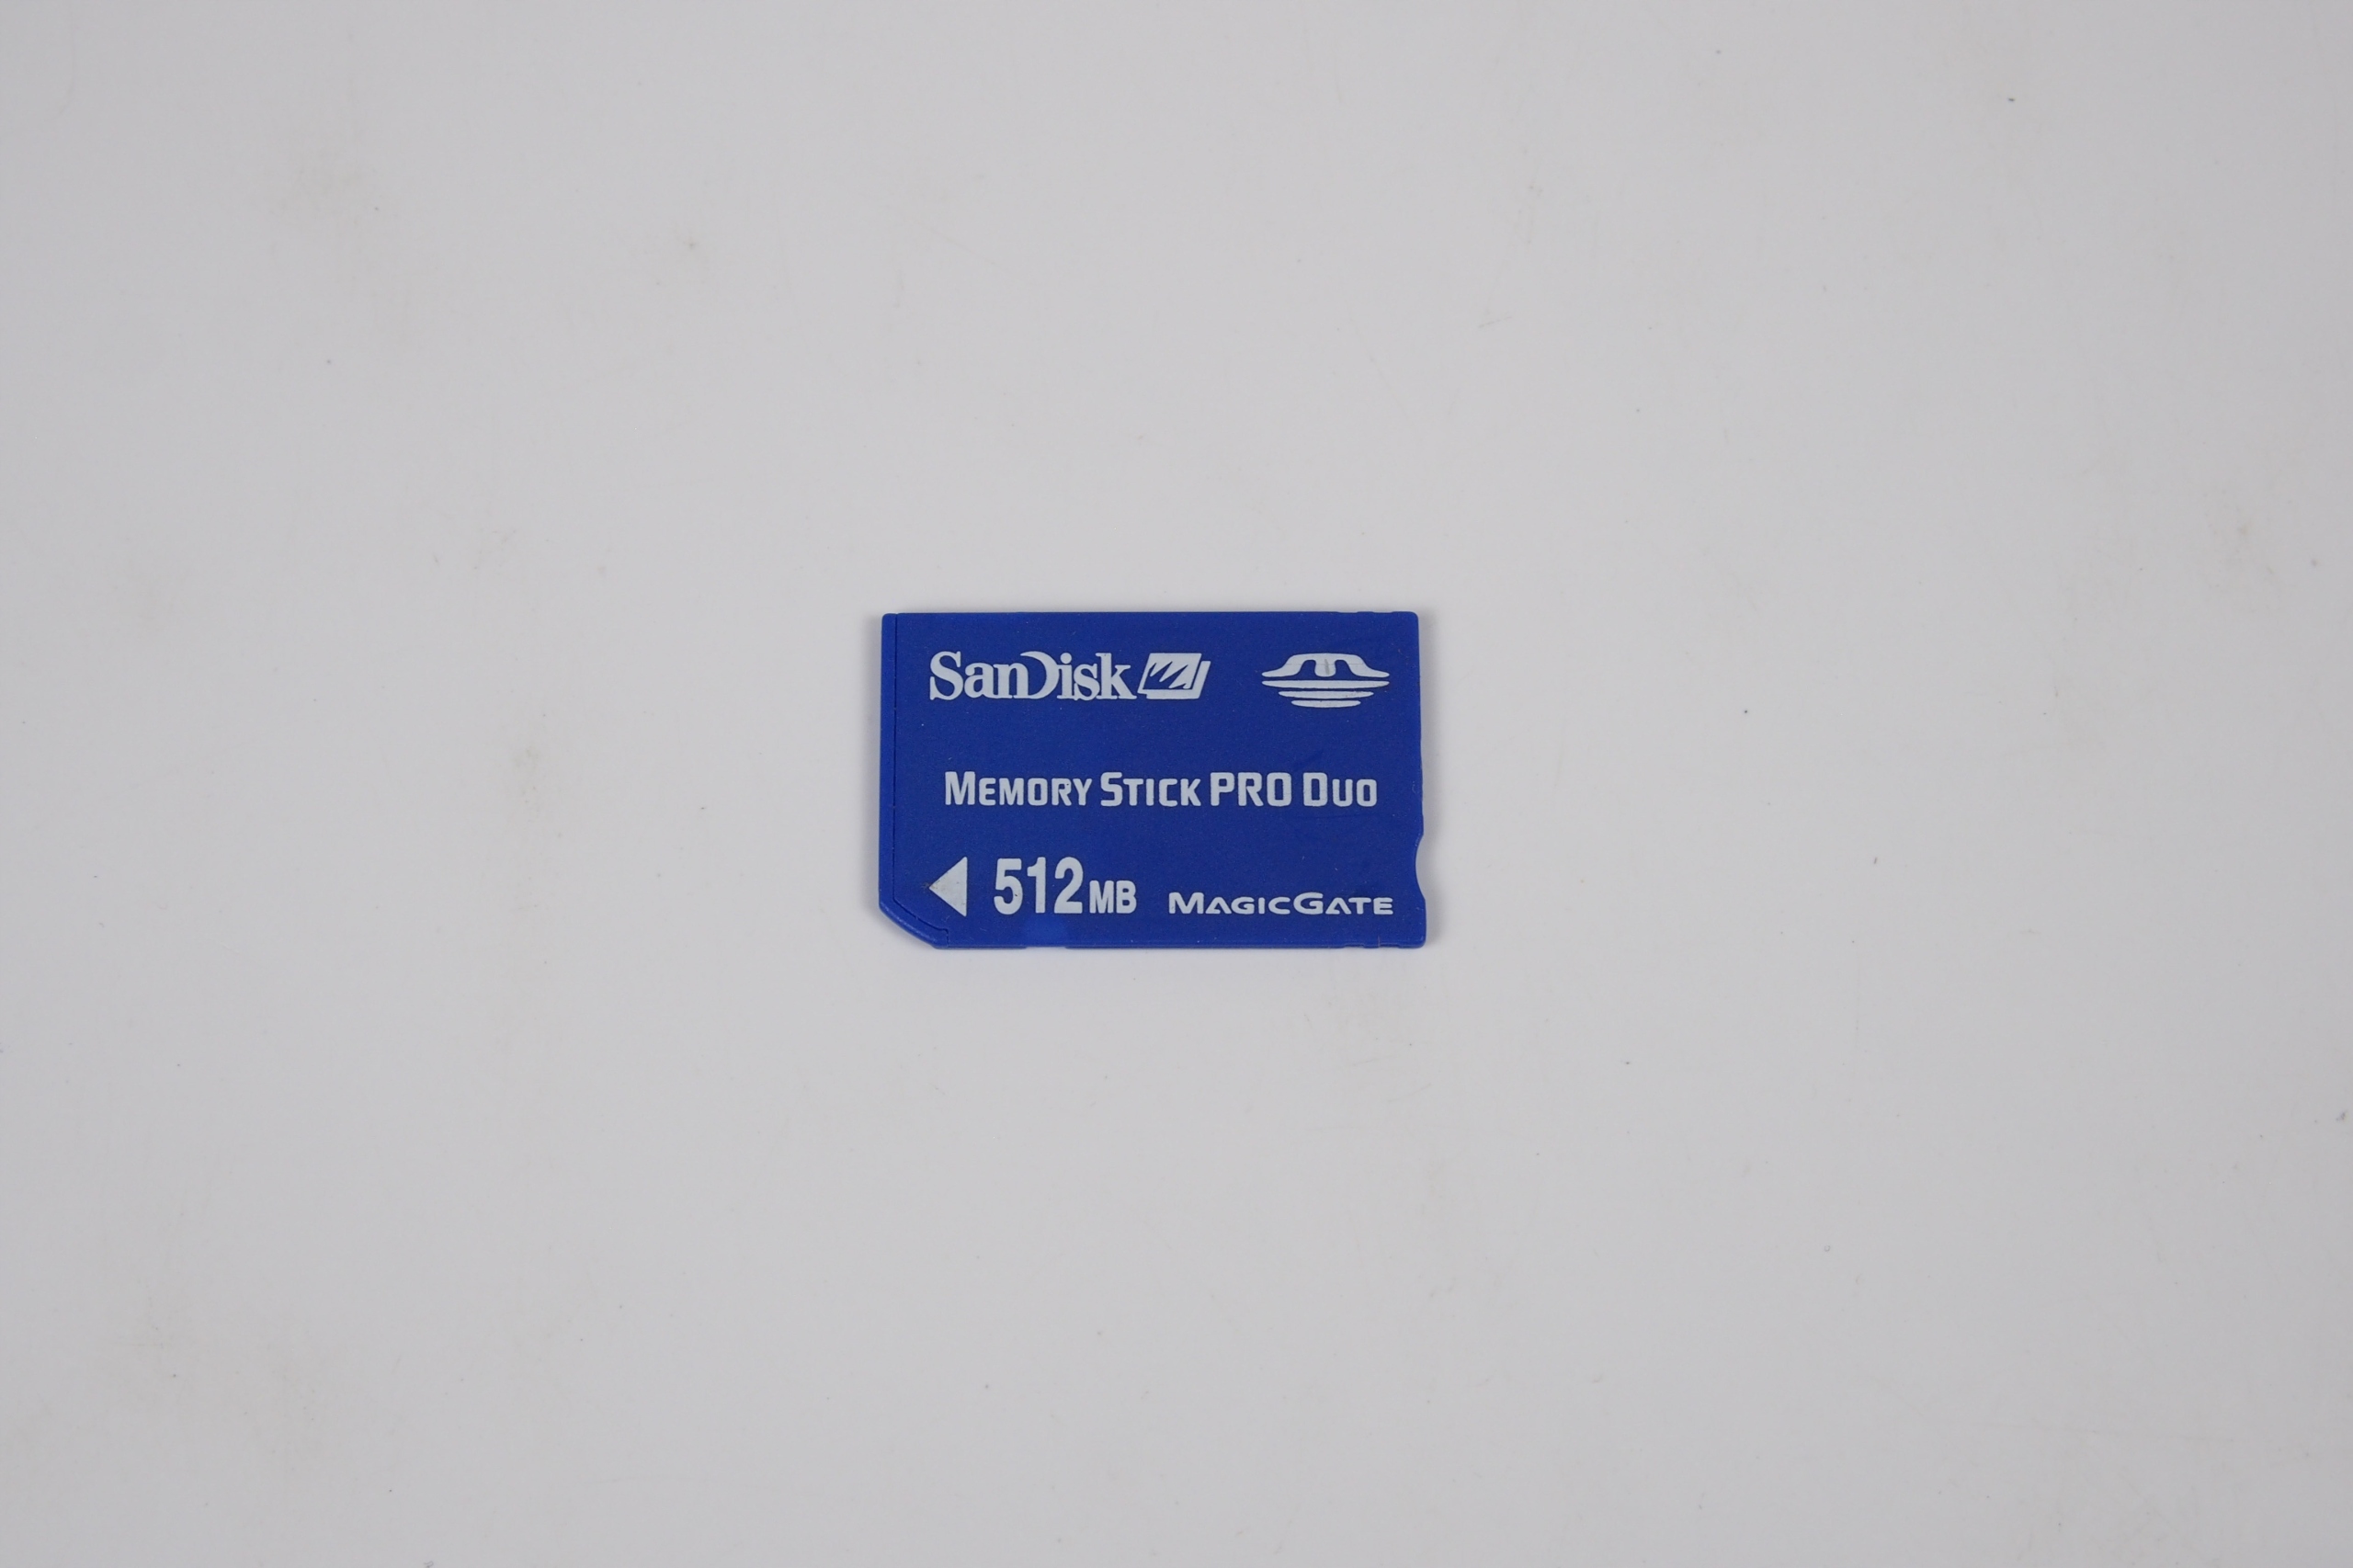 SanDisk
MEMORY STICK PRO DUO
512MB MAGICGATE